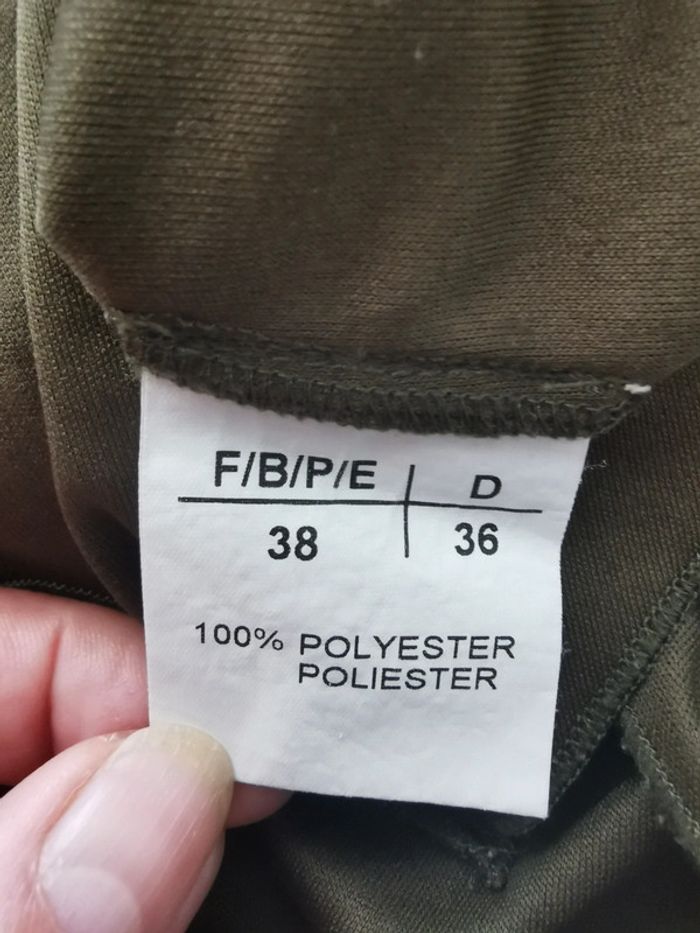 F/B/P/E D
38 36
100% POLYESTER
POLIESTER